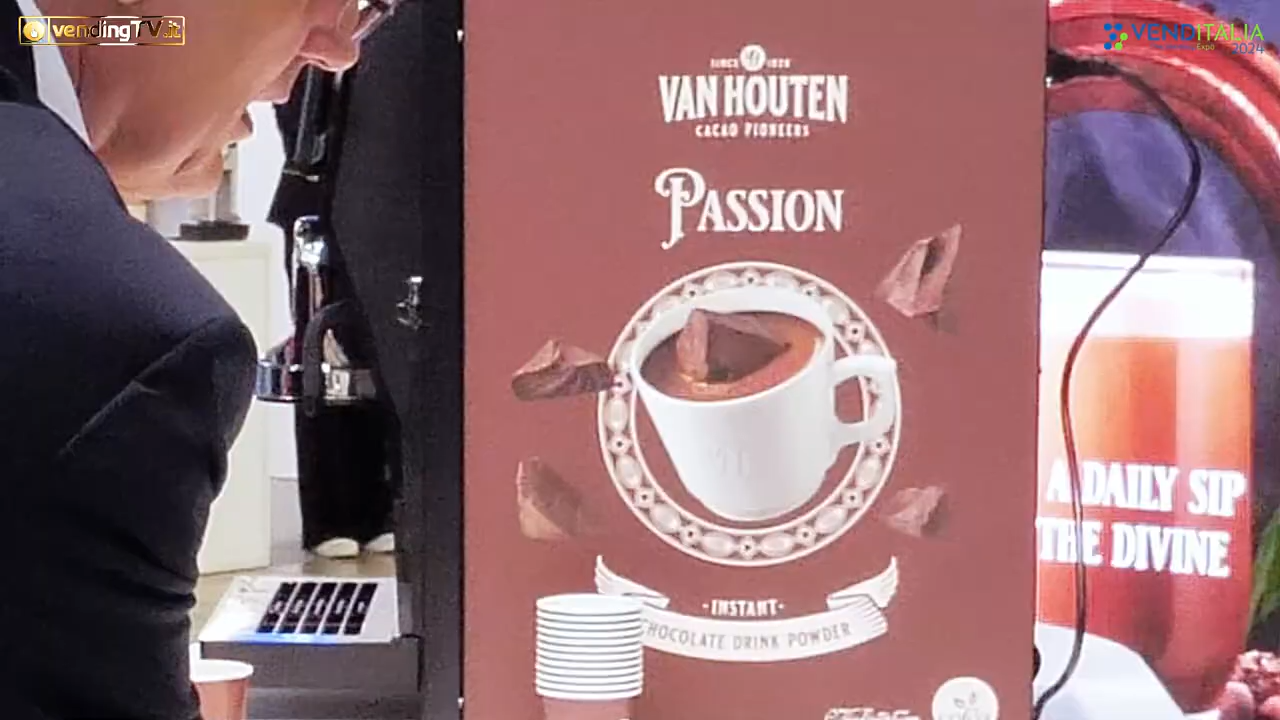 vendingTV.it
VENDITALIA
2024
SINCE 1828
VAN HOUTEN
CACAO PIONEERS
PASSION
A DAILY SIP
THE DIVINE
·INSTANT·
CHOCOLATE DRINK POWDER